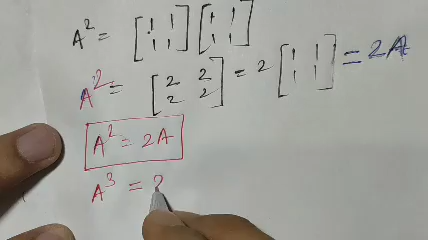 A² = [1 1 1 1] [1 1 1 1]
A² = [2 2 2 2] = 2 [1 1 1 1] = 2A
A² = 2A
A³ = 2